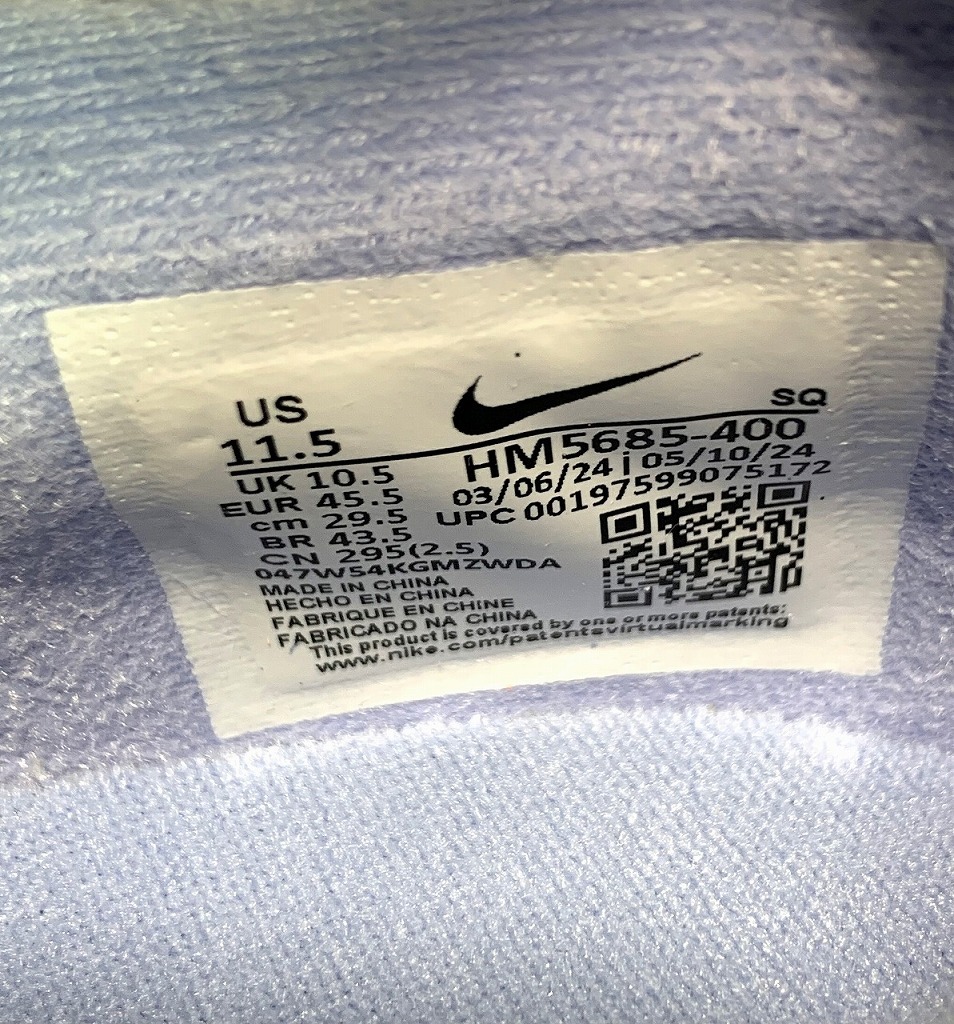 US
11.5
SQ
UK 10.5
EUR 45.5
cm 29.5
BR 43.5
CN 295(2.5)
HM5685-400
03/06/24 | 05/10/24
UPC 00197599075172
047W54KGMZWDA
MADE IN CHINA
HECHO EN CHINA
FABRIQUE EN CHINE
FABRICADO NA CHINA
This product is covered by one or more patents:
www.nike.com/patentsvirtualmarking